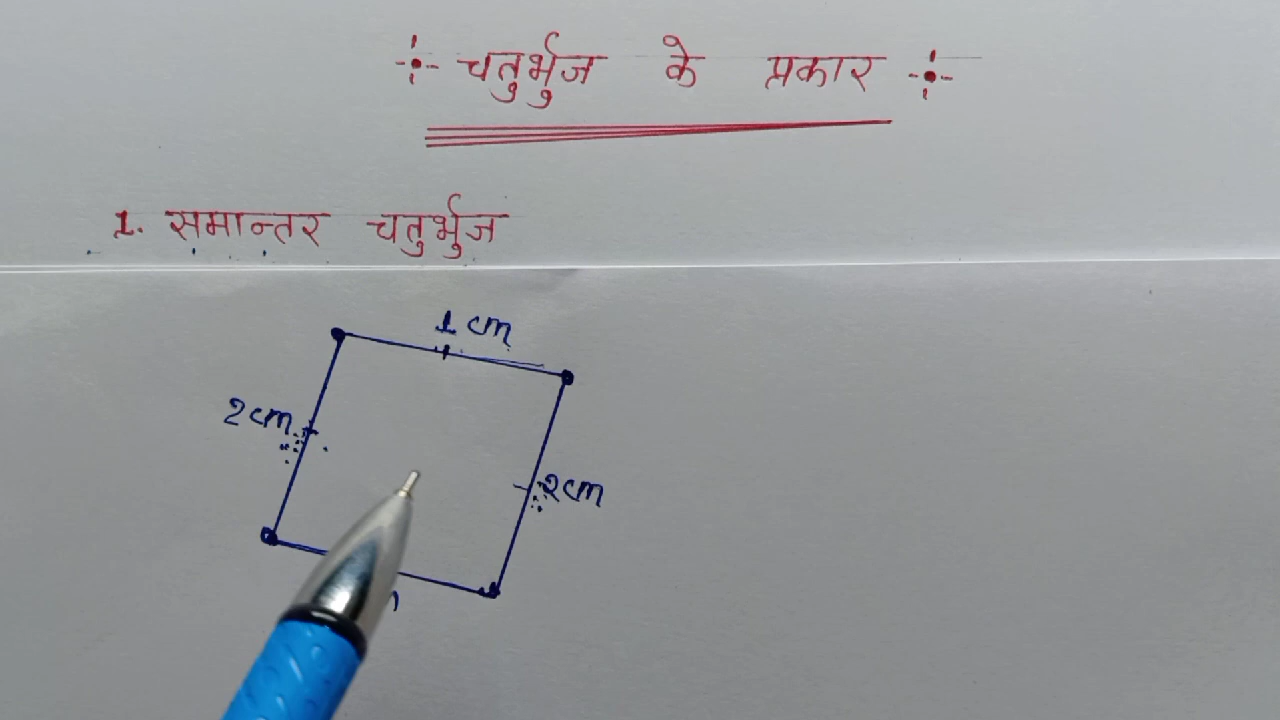 चतुर्भुज के प्रकार
1. समान्तर चतुर्भुज
1 cm
2 cm
2 cm